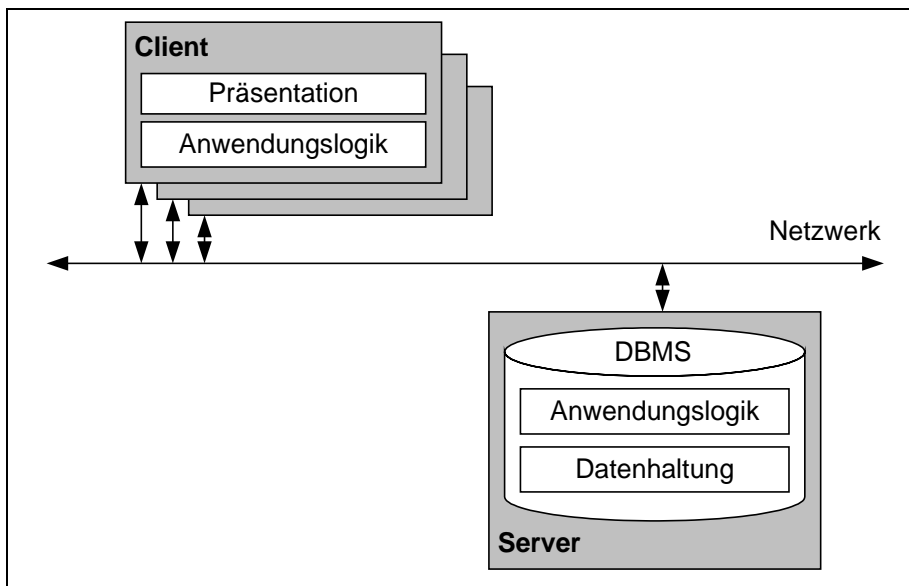 Client
Präsentation
Anwendungslogik
Netzwerk
DBMS
Anwendungslogik
Datenhaltung
Server